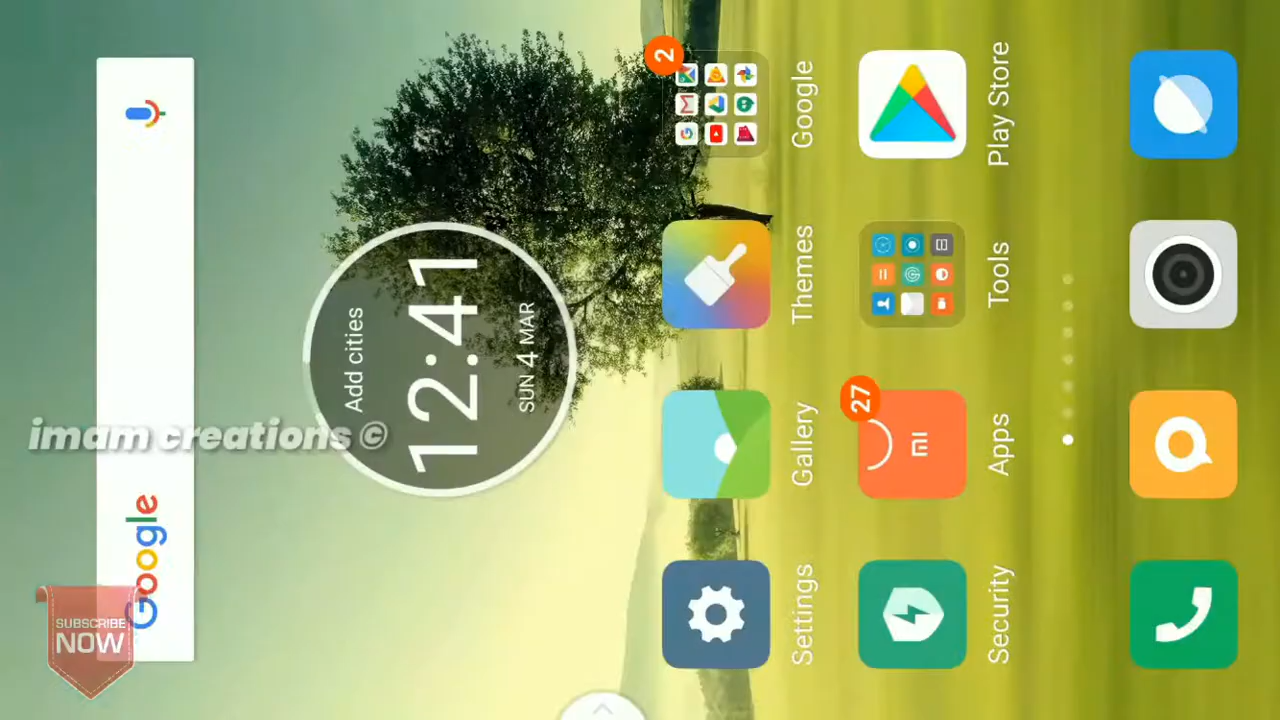 Google
Add cities
12:41
SUN 4 MAR
Settings
Gallery
Themes
2
Google
Security
27
Apps
Tools
Play Store
imam creations ©
SUBSCRIBE
NOW